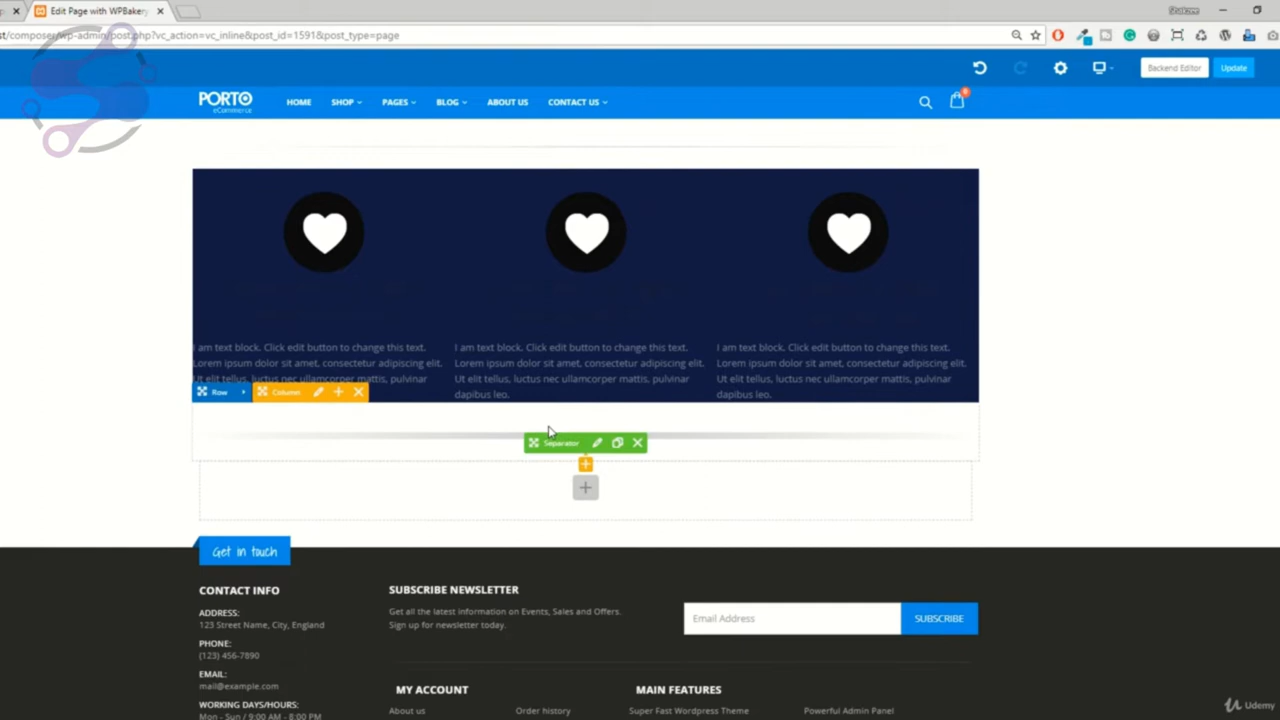 Edit Page with WPBakery
Shakzee
st/composer/wp-admin/post.php?vc_action=vc_inline&post_id=1591&post_type=page
Backend Editor
Update
PORTO
eCommerce
HOME
SHOP
PAGES
BLOG
ABOUT US
CONTACT US
0
I am text block. Click edit button to change this text.
Lorem ipsum dolor sit amet, consectetur adipiscing elit.
Ut elit tellus, luctus nec ullamcorper mattis, pulvinar
I am text block. Click edit button to change this text.
Lorem ipsum dolor sit amet, consectetur adipiscing elit.
Ut elit tellus, luctus nec ullamcorper mattis, pulvinar
dapibus leo.
I am text block. Click edit button to change this text.
Lorem ipsum dolor sit amet, consectetur adipiscing elit.
Ut elit tellus, luctus nec ullamcorper mattis, pulvinar
dapibus leo.
Row
Column
Separator
Get in touch
CONTACT INFO
ADDRESS:
123 Street Name, City, England
PHONE:
(123) 456-7890
EMAIL:
mail@example.com
WORKING DAYS/HOURS:
Mon - Sun / 9:00 AM - 8:00 PM
SUBSCRIBE NEWSLETTER
Get all the latest information on Events, Sales and Offers.
Sign up for newsletter today.
Email Address
SUBSCRIBE
MY ACCOUNT
About us
Order history
MAIN FEATURES
Super Fast Wordpress Theme
Powerful Admin Panel
Udemy